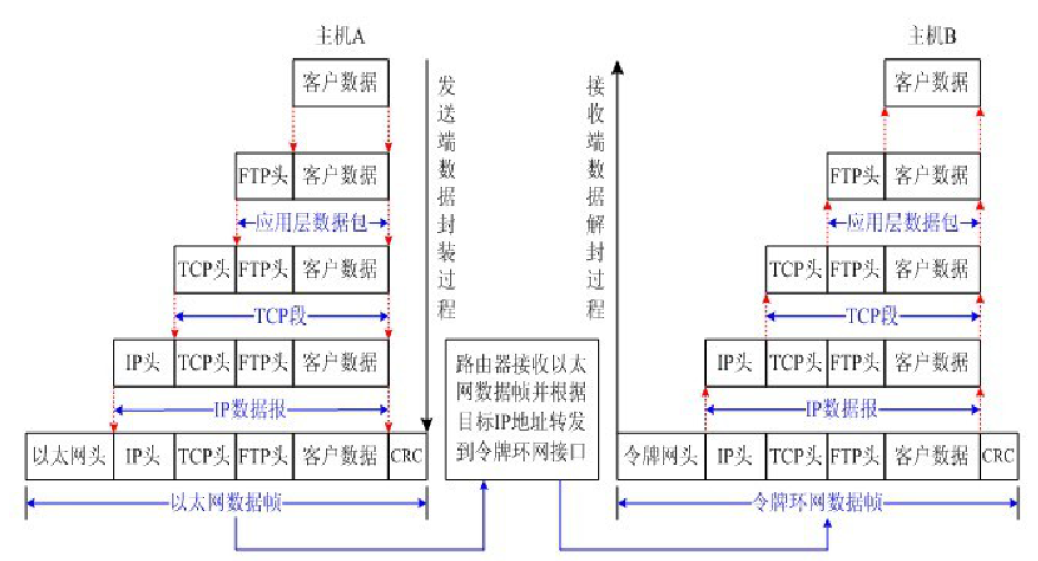 主机A
客户数据
FTP头 客户数据
应用层数据包
TCP头 FTP头 客户数据
TCP段
IP头 TCP头 FTP头 客户数据
IP数据报
以太网头 IP头 TCP头 FTP头 客户数据 CRC
以太网数据帧
发送端数据封装过程
路由器接收以太
网数据帧并根据
目标IP地址转发
到令牌环网接口
接收端数据解封过程
主机B
客户数据
FTP头 客户数据
应用层数据包
TCP头 FTP头 客户数据
TCP段
IP头 TCP头 FTP头 客户数据
IP数据报
令牌网头 IP头 TCP头 FTP头 客户数据 CRC
令牌环网数据帧